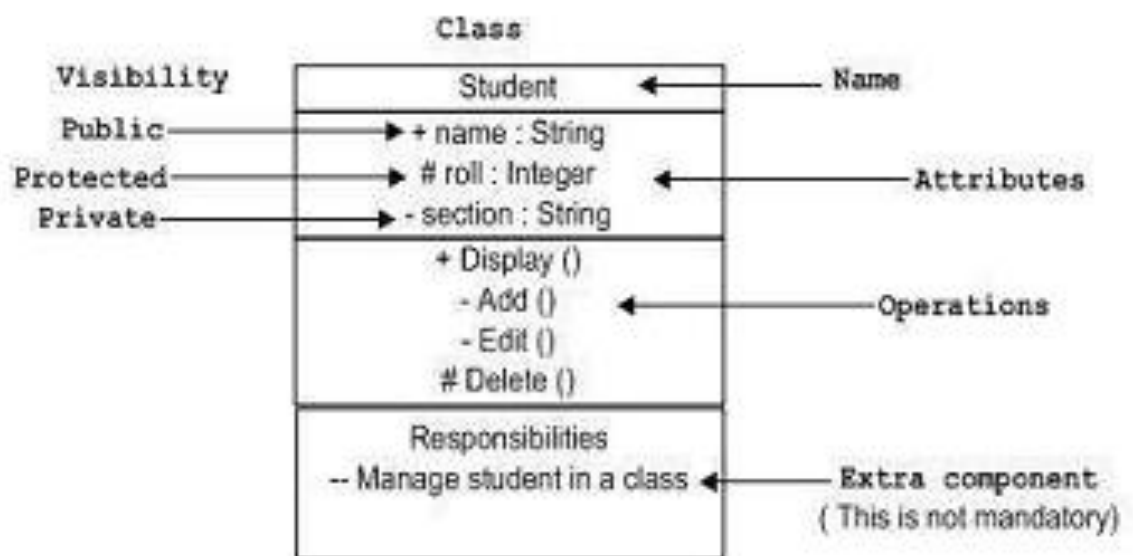 Class
Visibility
Student
Name
Public
+ name : String
Protected
# roll : Integer
Attributes
Private
- section : String
+ Display ()
- Add ()
Operations
- Edit ()
# Delete ()
Responsibilities
-- Manage student in a class
Extra component
( This is not mandatory)